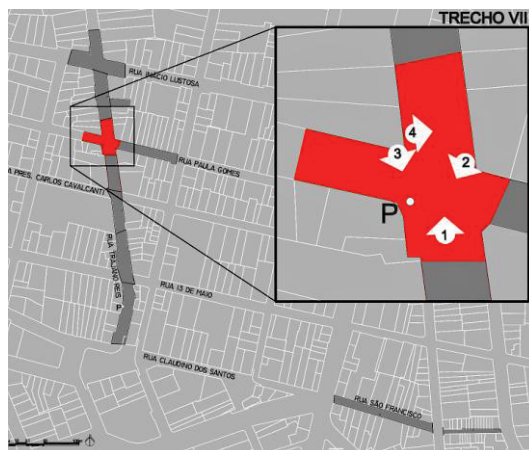 TRECHO VII
RUA INÁCIO LUSTOSA
RUA PAULA GOMES
A PRES. CARLOS CAVALCANTI
RUA TRAJANO REIS
RUA 13 DE MAIO
P
RUA CLAUDINO DOS SANTOS
RUA SÃO FRANCISCO
4
3
2
P
1